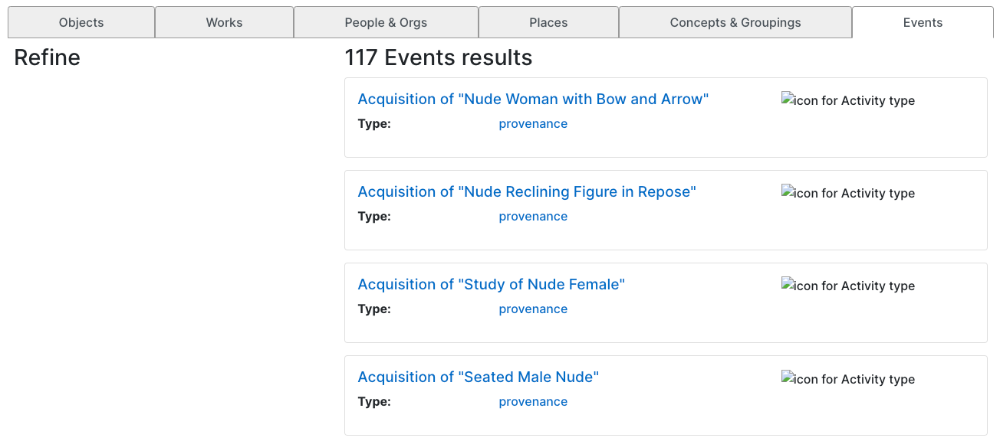 Objects Works People & Orgs Places Concepts & Groupings Events
Refine
117 Events results
Acquisition of "Nude Woman with Bow and Arrow"
icon for Activity type
Type: provenance
Acquisition of "Nude Reclining Figure in Repose"
icon for Activity type
Type: provenance
Acquisition of "Study of Nude Female"
icon for Activity type
Type: provenance
Acquisition of "Seated Male Nude"
icon for Activity type
Type: provenance